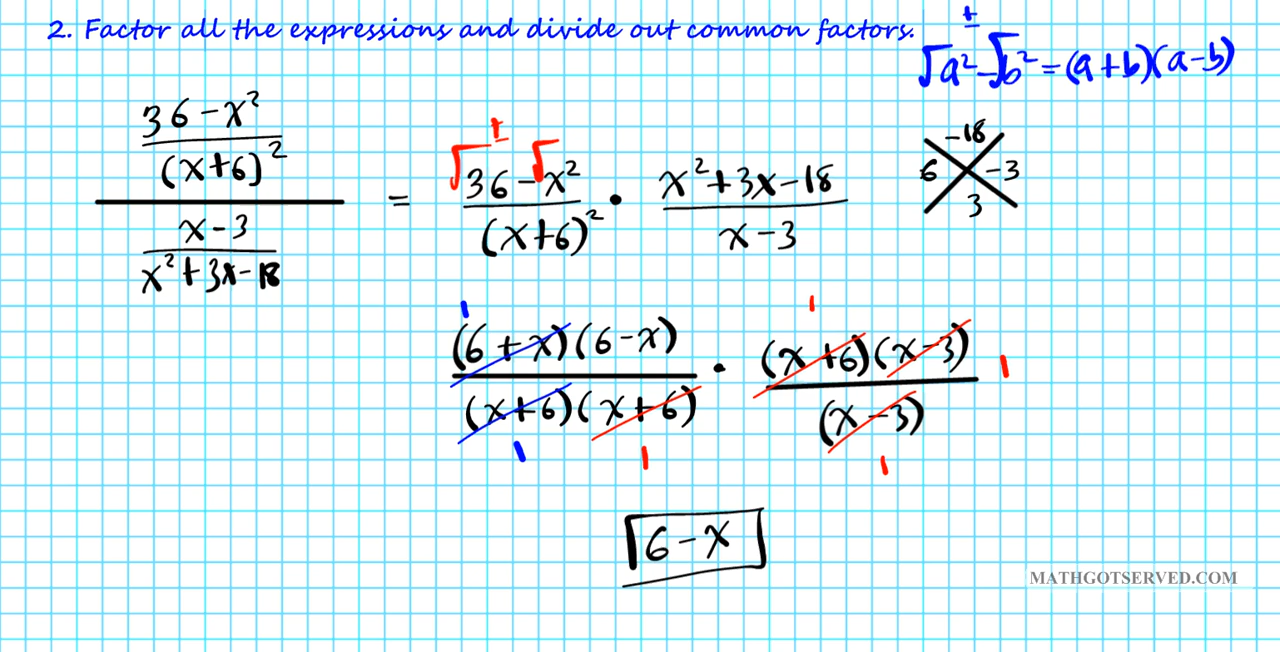 2. Factor all the expressions and divide out common factors.
±
√a² - √b² = (a+b)(a-b)
36 - x²
(x+6)²
x - 3
x² + 3x - 18
=
±
√36 - √x²
(x+6)²
·
x² + 3x - 18
x - 3
-18
6 -3
3
1 1
(6 + x)(6 - x) · (x + 6)(x - 3) 1
(x + 6)(x + 6) (x - 3)
1 1 1
6 - x
MATHGOTSERVED.COM